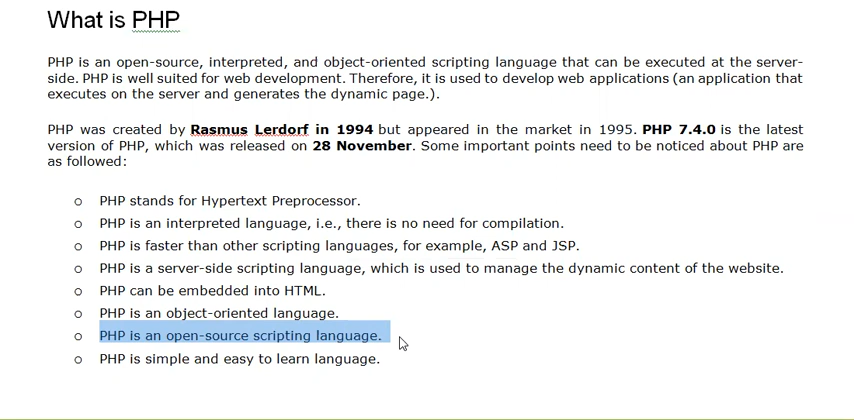 What is PHP
PHP is an open-source, interpreted, and object-oriented scripting language that can be executed at the server-
side. PHP is well suited for web development. Therefore, it is used to develop web applications (an application that
executes on the server and generates the dynamic page.).
PHP was created by Rasmus Lerdorf in 1994 but appeared in the market in 1995. PHP 7.4.0 is the latest
version of PHP, which was released on 28 November. Some important points need to be noticed about PHP are
as followed:
o PHP stands for Hypertext Preprocessor.
o PHP is an interpreted language, i.e., there is no need for compilation.
o PHP is faster than other scripting languages, for example, ASP and JSP.
o PHP is a server-side scripting language, which is used to manage the dynamic content of the website.
o PHP can be embedded into HTML.
o PHP is an object-oriented language.
o PHP is an open-source scripting language.
o PHP is simple and easy to learn language.